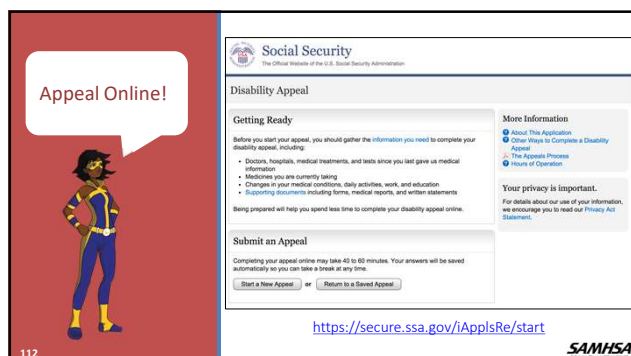 Appeal Online!
112
Social Security
The Official Website of the U.S. Social Security Administration
Disability Appeal
Getting Ready
Before you start your appeal, you should gather the information you need to complete your
disability appeal, including:
• Doctors, hospitals, medical treatments, and tests since you last gave us medical
information
• Medicines you are currently taking
• Changes in your medical conditions, daily activities, work, and education
• Supporting documents including forms, medical reports, and written statements
Being prepared will help you spend less time to complete your disability appeal online.
Submit an Appeal
Completing your appeal online may take 40 to 60 minutes. Your answers will be saved
automatically so you can take a break at any time.
Start a New Appeal or Return to a Saved Appeal
More Information
About This Application
Other Ways to Complete a Disability
Appeal
The Appeals Process
Hours of Operation
Your privacy is important.
For details about our use of your information,
we encourage you to read our Privacy Act
Statement.
https://secure.ssa.gov/iApplsRe/start
SAMHSA